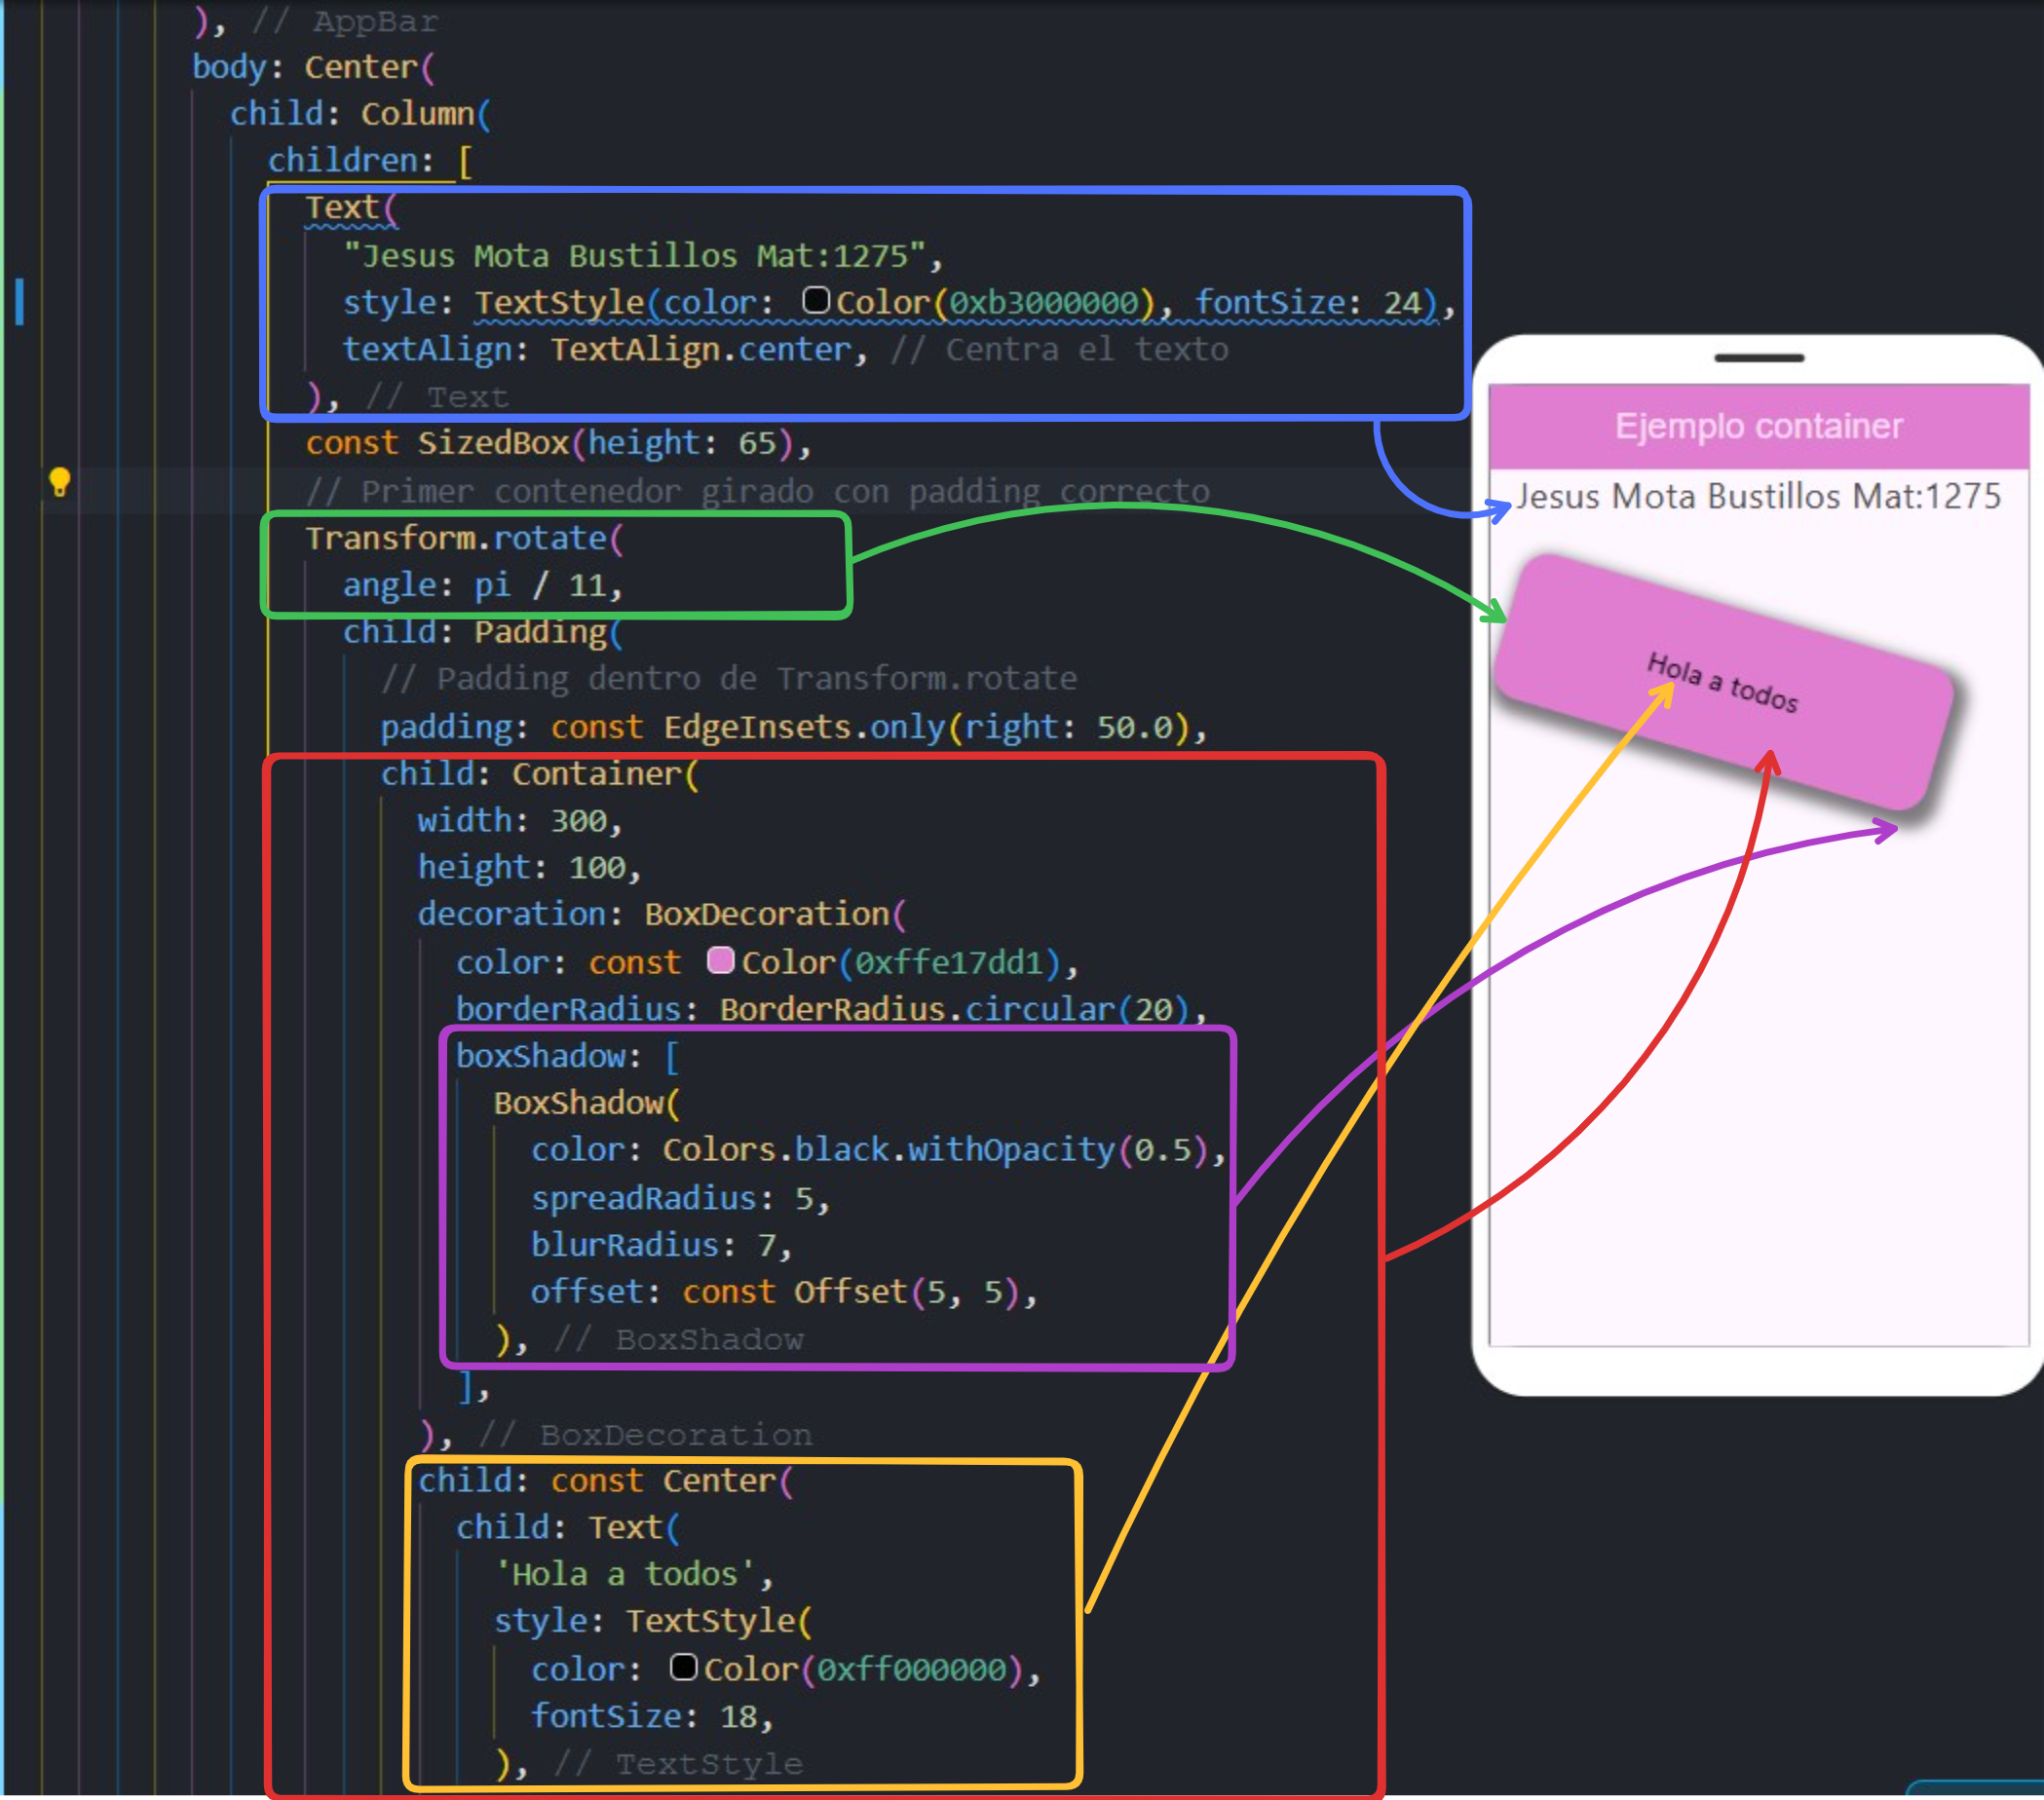 ), // AppBar
body: Center(
child: Column(
children: [
Text(
"Jesus Mota Bustillos Mat:1275",
style: TextStyle(color: Color(0xb3000000), fontSize: 24),
textAlign: TextAlign.center, // Centra el texto
), // Text
const SizedBox(height: 65),
// Primer contenedor girado con padding correcto
Transform.rotate(
angle: pi / 11,
child: Padding(
// Padding dentro de Transform.rotate
padding: const EdgeInsets.only(right: 50.0),
child: Container(
width: 300,
height: 100,
decoration: BoxDecoration(
color: const Color(0xffe17dd1),
borderRadius: BorderRadius.circular(20),
boxShadow: [
BoxShadow(
color: Colors.black.withOpacity(0.5),
spreadRadius: 5,
blurRadius: 7,
offset: const Offset(5, 5),
), // BoxShadow
],
), // BoxDecoration
child: const Center(
child: Text(
'Hola a todos',
style: TextStyle(
color: Color(0xff000000),
fontSize: 18,
), // TextStyle
Ejemplo container
Jesus Mota Bustillos Mat:1275
Hola a todos